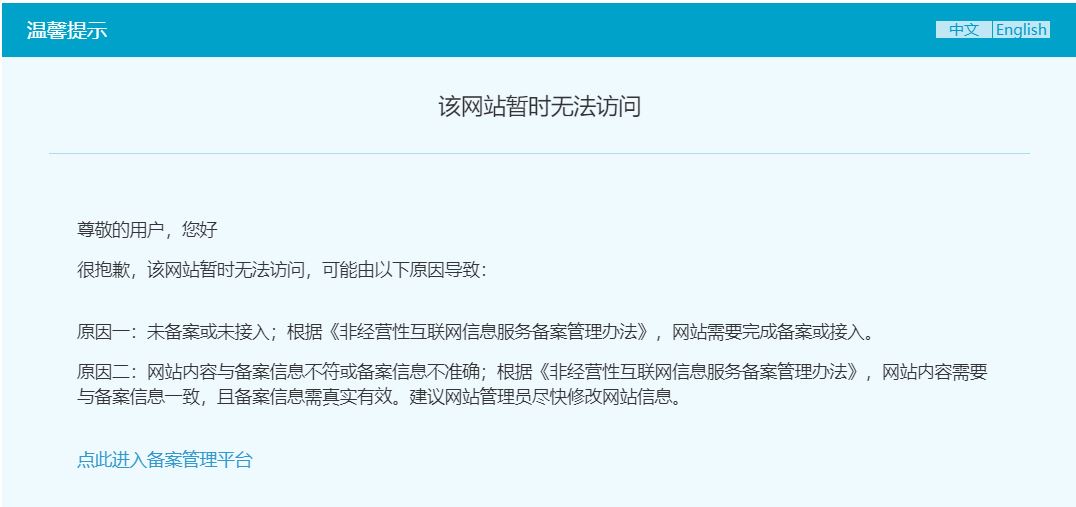 温馨提示
中文 English
该网站暂时无法访问
尊敬的用户，您好
很抱歉，该网站暂时无法访问，可能由以下原因导致：
原因一：未备案或未接入；根据《非经营性互联网信息服务备案管理办法》，网站需要完成备案或接入。
原因二：网站内容与备案信息不符或备案信息不准确；根据《非经营性互联网信息服务备案管理办法》，网站内容需要
与备案信息一致，且备案信息需真实有效。建议网站管理员尽快修改网站信息。
点此进入备案管理平台